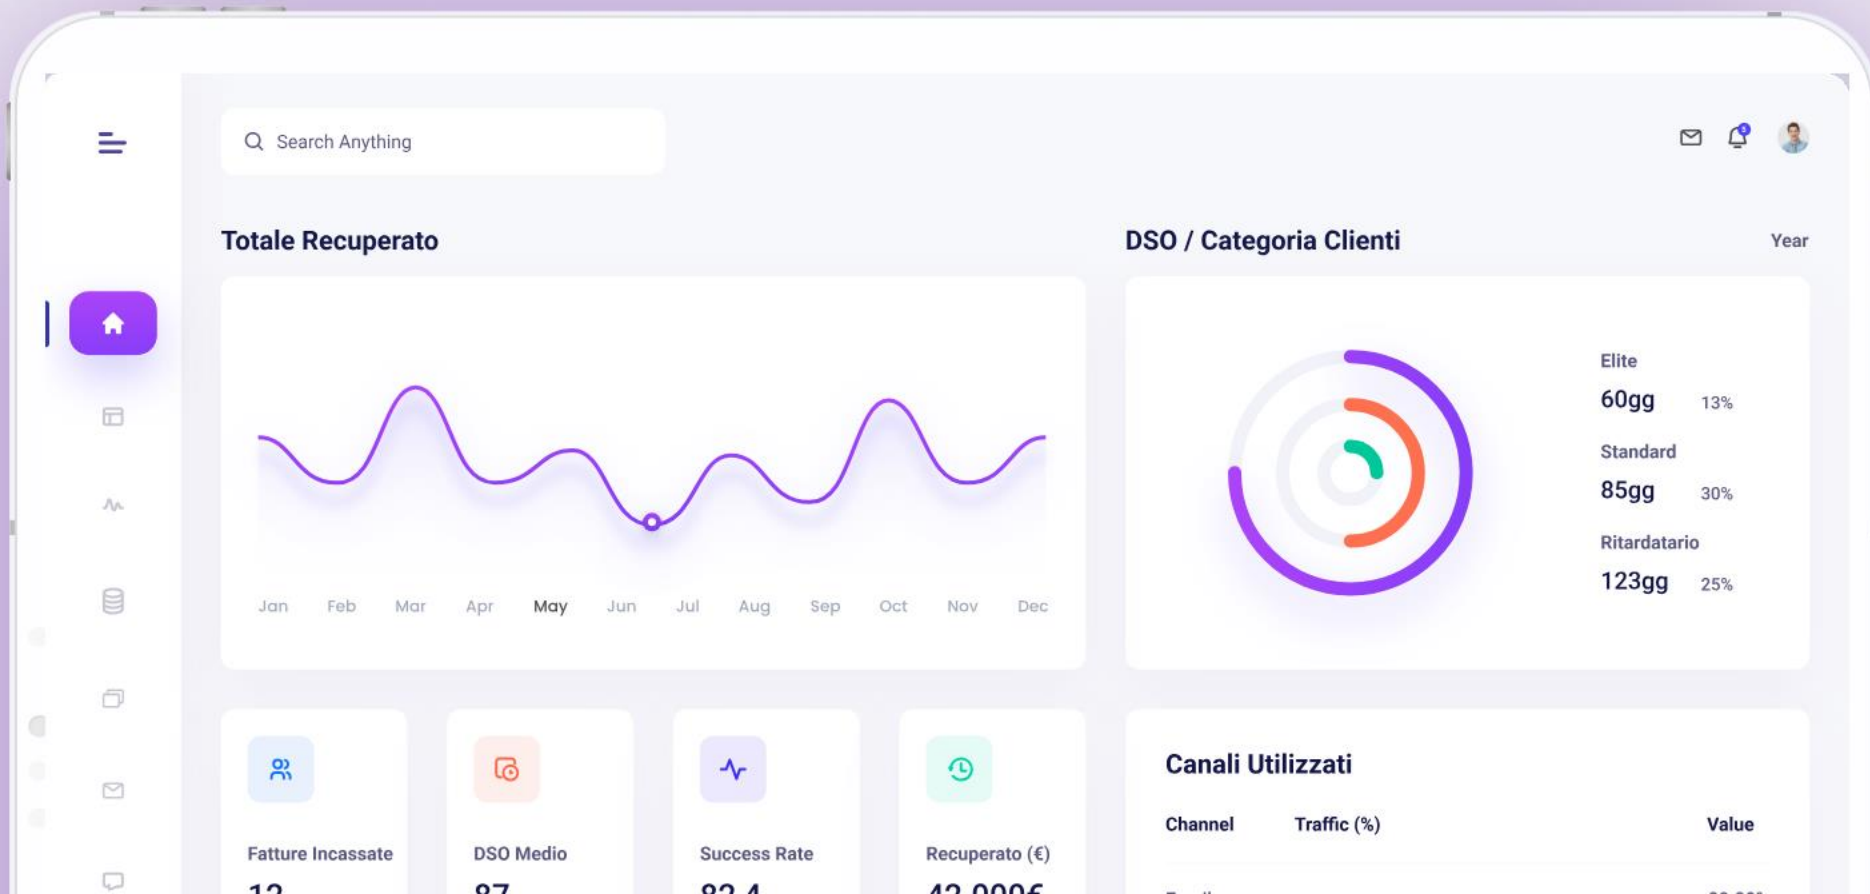 Search Anything
5
Totale Recuperato
DSO / Categoria Clienti
Year
Jan Feb Mar Apr May Jun Jul Aug Sep Oct Nov Dec
Elite
60gg 13%
Standard
85gg 30%
Ritardatario
123gg 25%
Canali Utilizzati
Channel Traffic (%) Value
Fatture Incassate
DSO Medio
Success Rate
Recuperato (€)